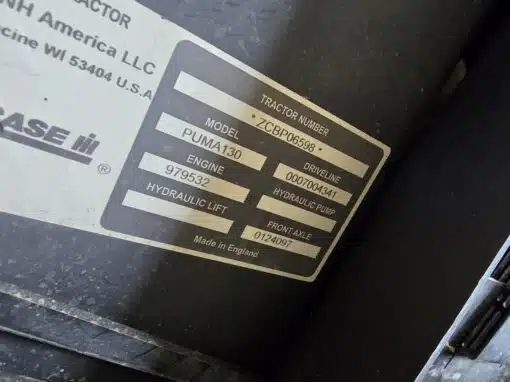 RACTOR
NH America LLC
cine WI 53404 U.S.A
CASE IH
®
TRACTOR NUMBER
*ZCBP06598*
MODEL
PUMA130
DRIVELINE
0007004341
ENGINE
979532
HYDRAULIC PUMP
HYDRAULIC LIFT
FRONT AXLE
0124097
Made in England